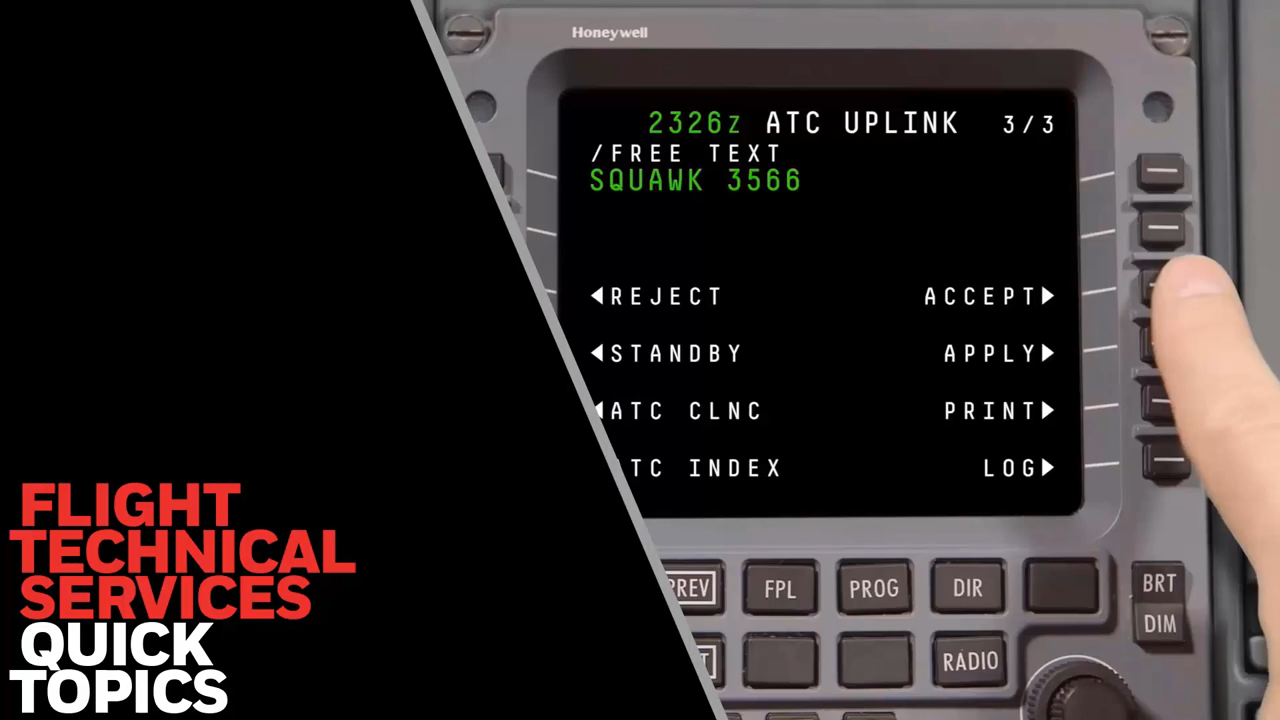 Honeywell
2326z ATC UPLINK 3/3
/FREE TEXT
SQUAWK 3566
◀REJECT ACCEPT▶
◀STANDBY APPLY▶
◀ATC CLNC PRINT▶
TC INDEX LOG▶
PREV FPL PROG DIR BRT
DIM
RADIO
FLIGHT
TECHNICAL
SERVICES
QUICK
TOPICS